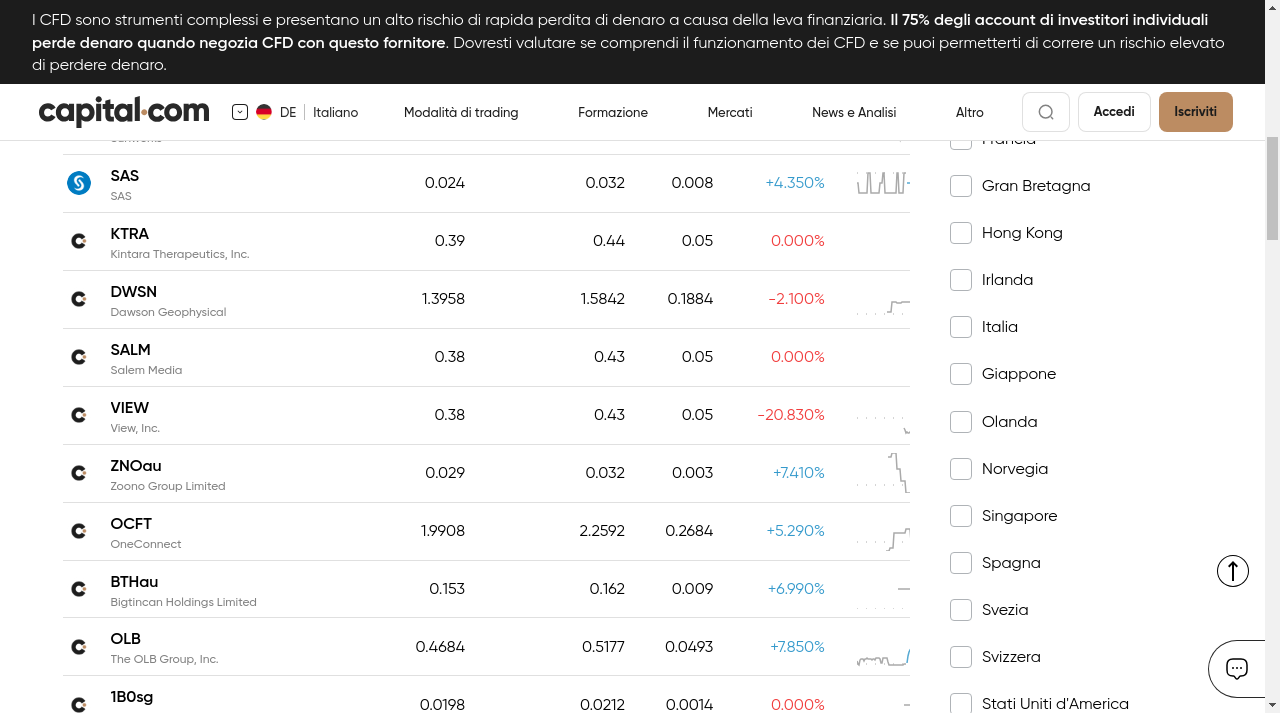 I CFD sono strumenti complessi e presentano un alto rischio di rapida perdita di denaro a causa della leva finanziaria. Il 75% degli account di investitori individuali
perde denaro quando negozia CFD con questo fornitore. Dovresti valutare se comprendi il funzionamento dei CFD e se puoi permetterti di correre un rischio elevato
di perdere denaro.
capital.com DE Italiano Modalità di trading Formazione Mercati News e Analisi Altro Accedi Iscriviti
Francia
SAS 0.024 0.032 0.008 +4.350%
SAS
Gran Bretagna
KTRA 0.39 0.44 0.05 0.000%
Kintara Therapeutics, Inc.
Hong Kong
DWSN 1.3958 1.5842 0.1884 -2.100%
Dawson Geophysical
Irlanda
Italia
SALM 0.38 0.43 0.05 0.000%
Salem Media
Giappone
VIEW 0.38 0.43 0.05 -20.830%
View, Inc.
Olanda
ZNOau 0.029 0.032 0.003 +7.410%
Zoono Group Limited
Norvegia
OCFT 1.9908 2.2592 0.2684 +5.290%
OneConnect
Singapore
Spagna
BTHau 0.153 0.162 0.009 +6.990%
Bigtincan Holdings Limited
Svezia
OLB 0.4684 0.5177 0.0493 +7.850%
The OLB Group, Inc.
Svizzera
1B0sg 0.0198 0.0212 0.0014 0.000%
Stati Uniti d'America